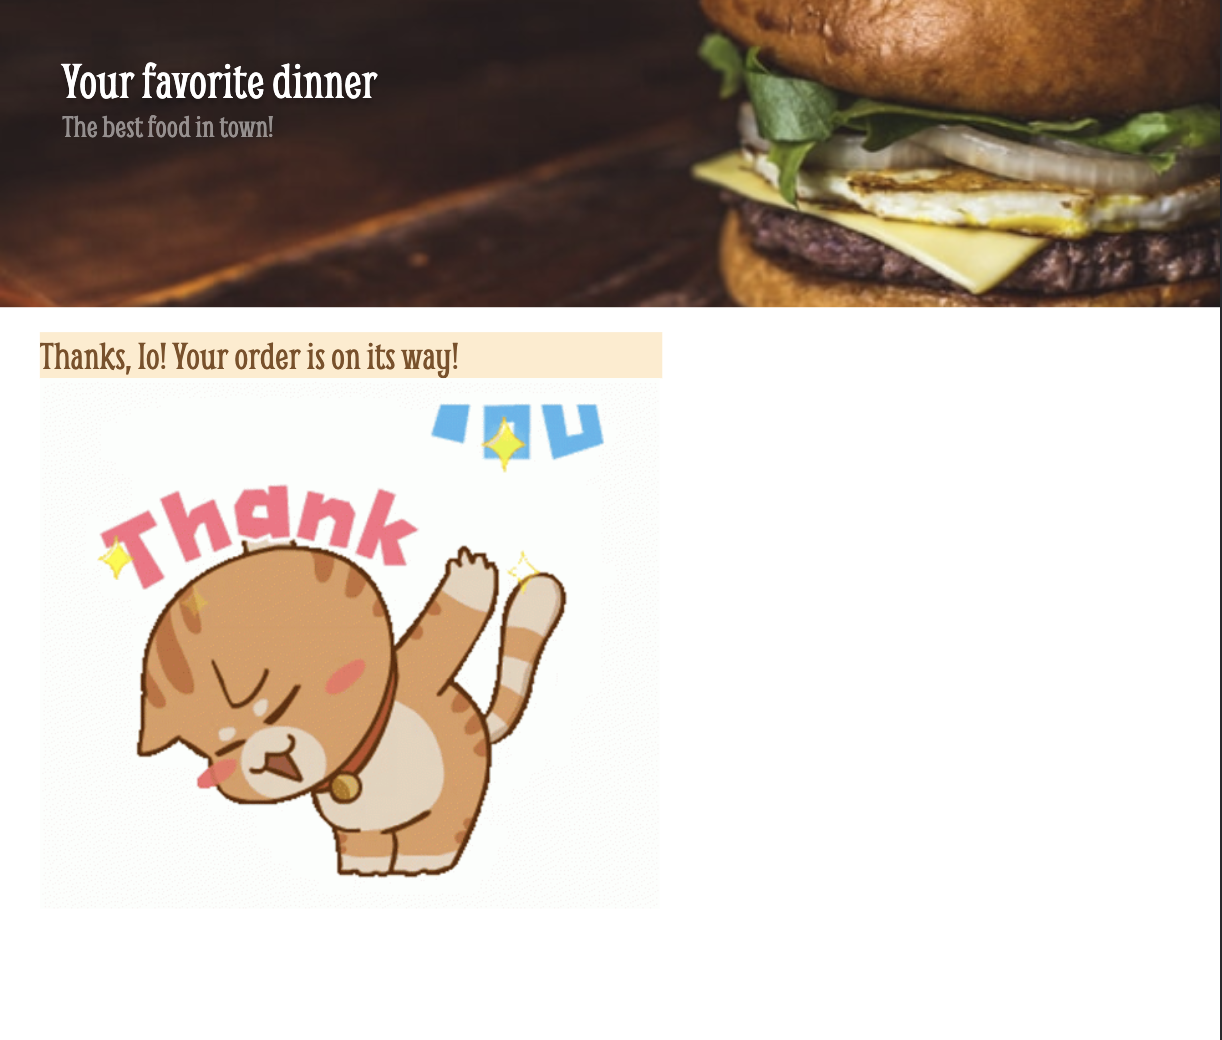 Your favorite dinner
The best food in town!
Thanks, Io! Your order is on its way!
Thank